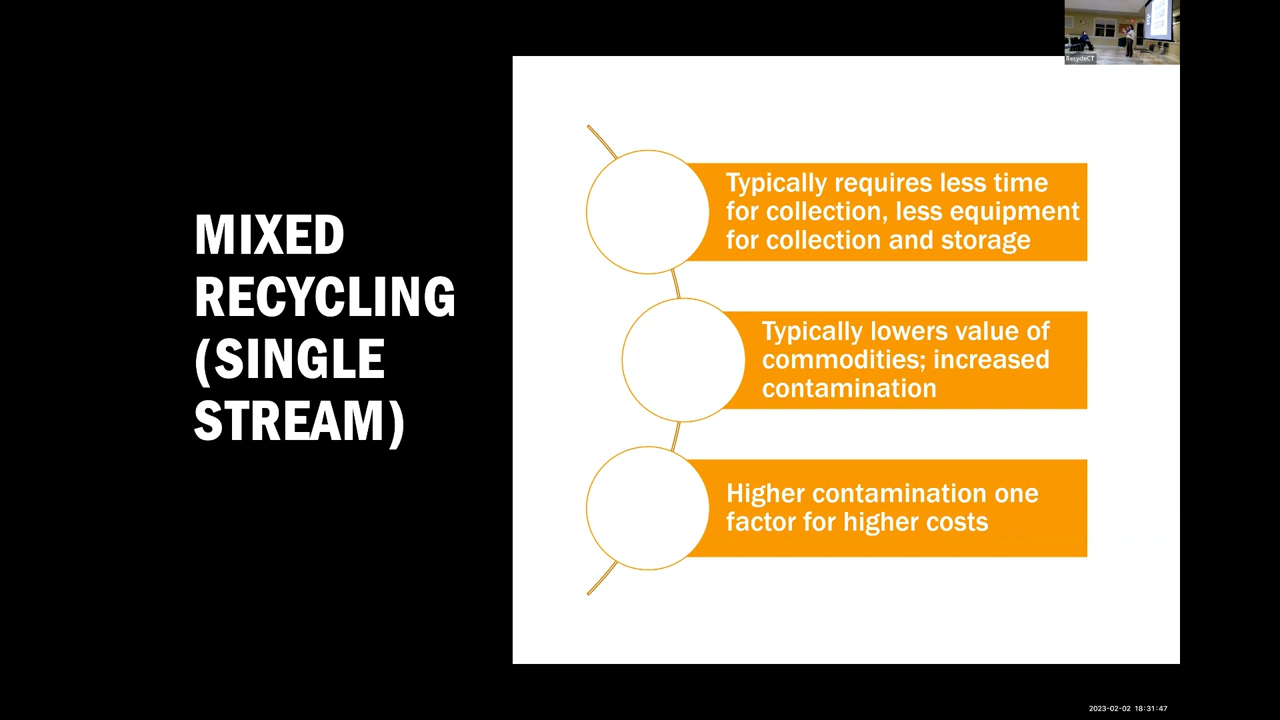 MIXED
RECYCLING
(SINGLE
STREAM)
Typically requires less time
for collection, less equipment
for collection and storage
Typically lowers value of
commodities; increased
contamination
Higher contamination one
factor for higher costs
RecycleCT
2023-02-02 18:31:47